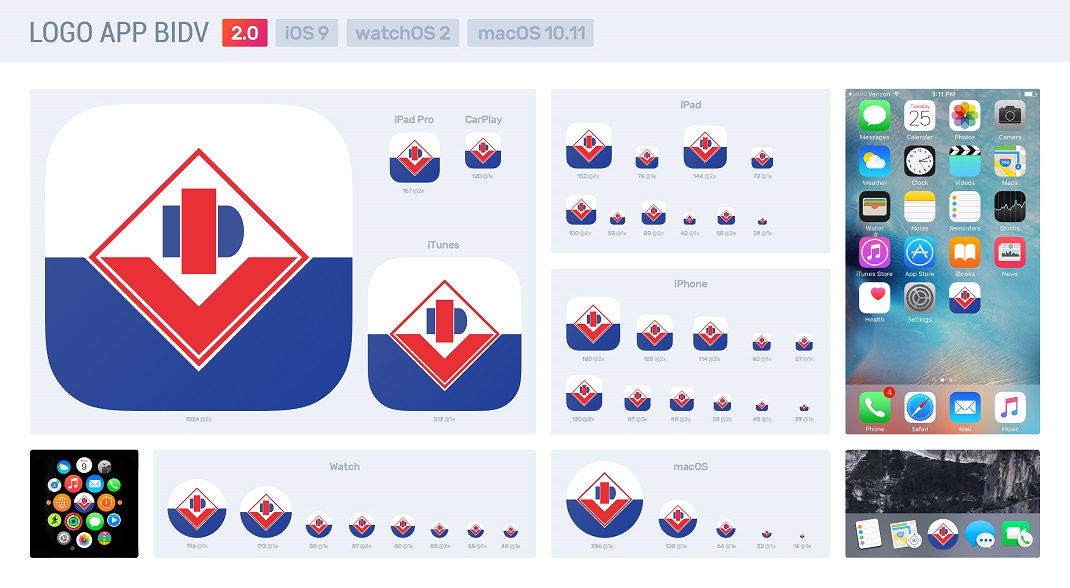 LOGO APP BIDV 2.0 iOS 9 watchOS 2 macOS 10.11
iPad Pro CarPlay
167 @2x 120 @1x
iTunes
1024 @2x 512 @1x
iPad
152 @2x 76 @1x 144 @2x 72 @1x
100 @2x 50 @1x 80 @2x 40 @1x 58 @2x 29 @1x
iPhone
180 @3x 120 @2x 114 @2x 60 @1x 57 @1x
120 @2x 87 @3x 40 @2x 58 @2x 40 @1x 29 @1x
Verizon 3:11 PM
Tuesday
25
Messages Calendar Photos Camera
280
Weather Clock Videos Maps
Wallet Notes Reminders Stocks
iTunes Store App Store iBooks News
Health Settings
4
Phone Safari Mail Music
9
Watch
196 @1x 172 @1x 88 @1x 87 @3x 80 @1x 58 @2x 55 @1x 48 @1x
macOS
256 @1x 128 @1x 64 @1x 32 @1x 16 @1x